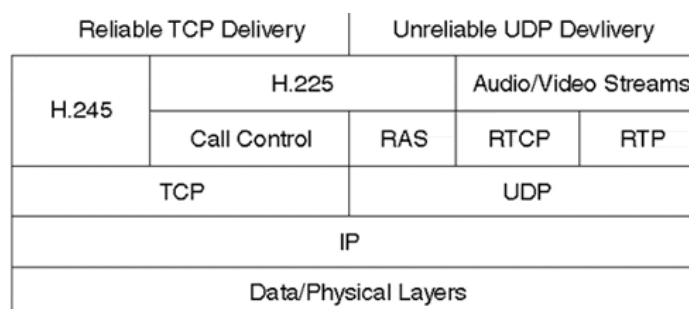 Reliable TCP Delivery Unreliable UDP Devlivery
H.225 Audio/Video Streams
H.245
Call Control RAS RTCP RTP
TCP UDP
IP
Data/Physical Layers